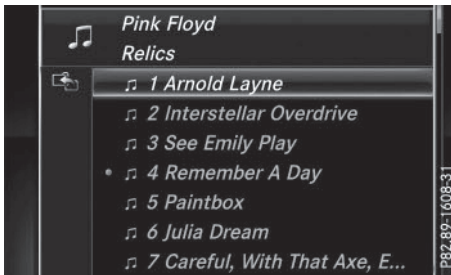 Pink Floyd
Relics
1 Arnold Layne
2 Interstellar Overdrive
3 See Emily Play
4 Remember A Day
5 Paintbox
6 Julia Dream
7 Careful, With That Axe, E...
P82.89-1608-31